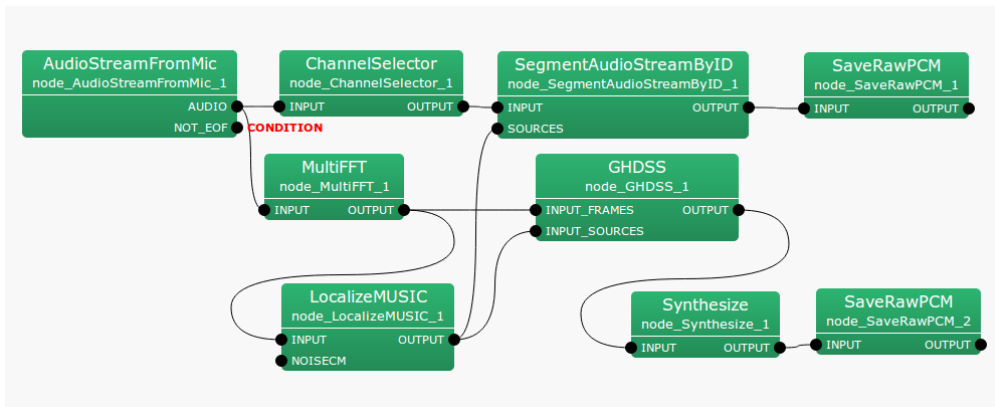 AudioStreamFromMic
node_AudioStreamFromMic_1
AUDIO
NOT_EOF
CONDITION
ChannelSelector
node_ChannelSelector_1
INPUT OUTPUT
SegmentAudioStreamByID
node_SegmentAudioStreamByID_1
INPUT OUTPUT
SOURCES
SaveRawPCM
node_SaveRawPCM_1
INPUT OUTPUT
MultiFFT
node_MultiFFT_1
INPUT OUTPUT
GHDSS
node_GHDSS_1
INPUT_FRAMES OUTPUT
INPUT_SOURCES
LocalizeMUSIC
node_LocalizeMUSIC_1
INPUT OUTPUT
NOISECM
Synthesize
node_Synthesize_1
INPUT OUTPUT
SaveRawPCM
node_SaveRawPCM_2
INPUT OUTPUT